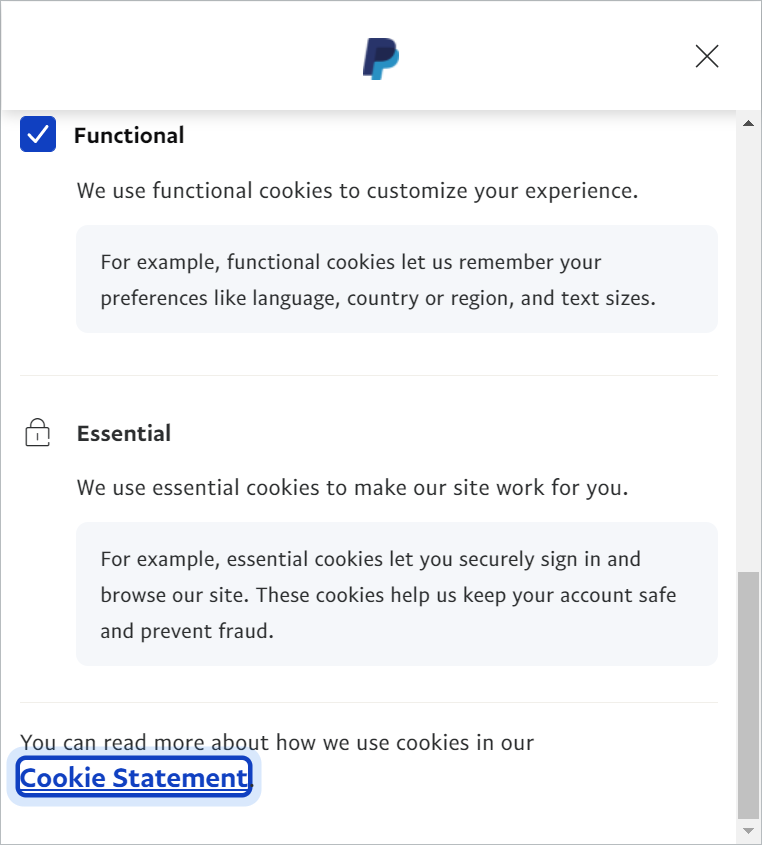 Functional
We use functional cookies to customize your experience.
For example, functional cookies let us remember your
preferences like language, country or region, and text sizes.
Essential
We use essential cookies to make our site work for you.
For example, essential cookies let you securely sign in and
browse our site. These cookies help us keep your account safe
and prevent fraud.
You can read more about how we use cookies in our
Cookie Statement.